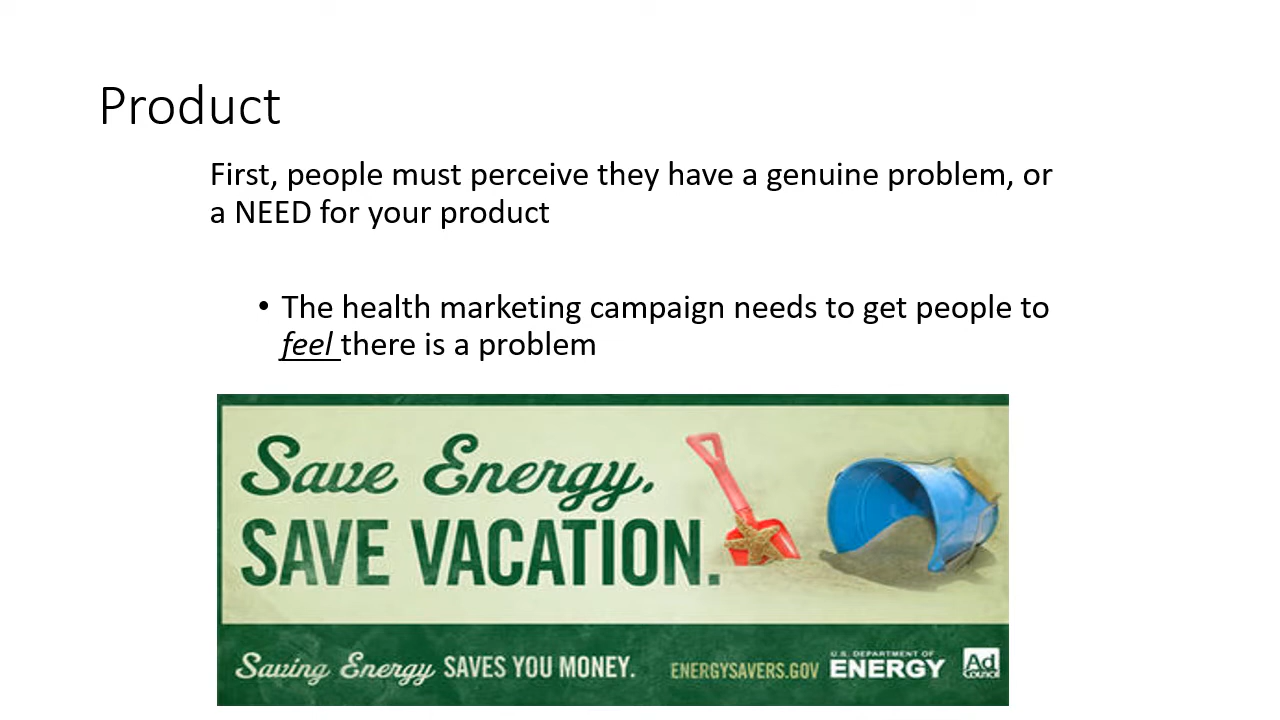 Product
First, people must perceive they have a genuine problem, or
a NEED for your product
• The health marketing campaign needs to get people to
feel there is a problem
Save Energy.
SAVE VACATION.
Saving Energy SAVES YOU MONEY.
ENERGYSAVERS.GOV
U.S. DEPARTMENT OF
ENERGY
Ad
Council